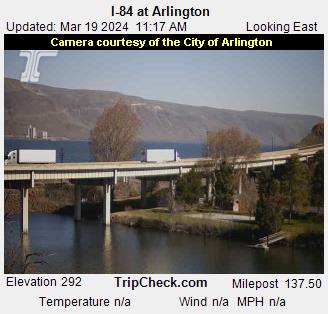 I-84 at Arlington
Updated: Mar 19 2024 11:17 AM Looking East
Camera courtesy of the City of Arlington
Elevation 292 TripCheck.com Milepost 137.50
Temperature n/a Wind n/a MPH n/a